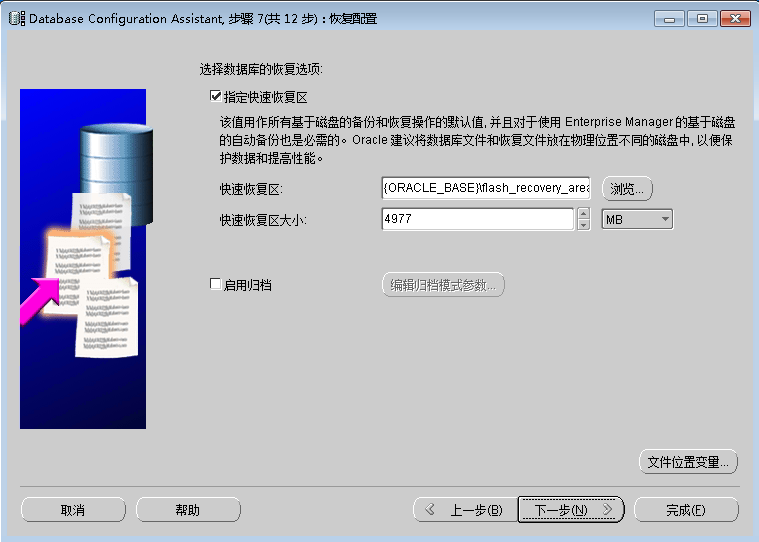 Database Configuration Assistant, 步骤 7(共 12 步) : 恢复配置
选择数据库的恢复选项:
指定快速恢复区
该值用作所有基于磁盘的备份和恢复操作的默认值, 并且对于使用 Enterprise Manager 的基于磁盘
的自动备份也是必需的。Oracle 建议将数据库文件和恢复文件放在物理位置不同的磁盘中, 以便保
护数据和提高性能。
快速恢复区:
{ORACLE_BASE}\flash_recovery_area
浏览...
快速恢复区大小:
4977
MB
启用归档
编辑归档模式参数...
文件位置变量...
取消
帮助
上一步(B)
下一步(N)
完成(F)